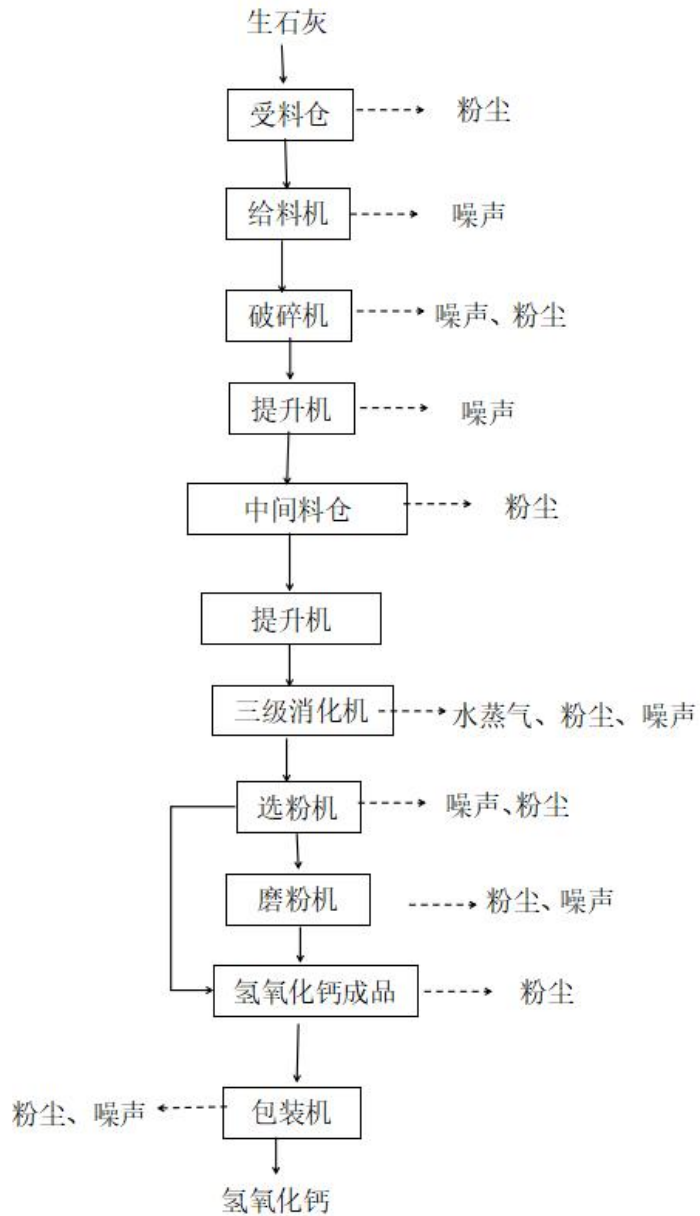 生石灰
受料仓
粉尘
给料机
噪声
破碎机
噪声、粉尘
提升机
噪声
中间料仓
粉尘
提升机
三级消化机
水蒸气、粉尘、噪声
选粉机
噪声、粉尘
磨粉机
粉尘、噪声
氢氧化钙成品
粉尘
粉尘、噪声
包装机
氢氧化钙